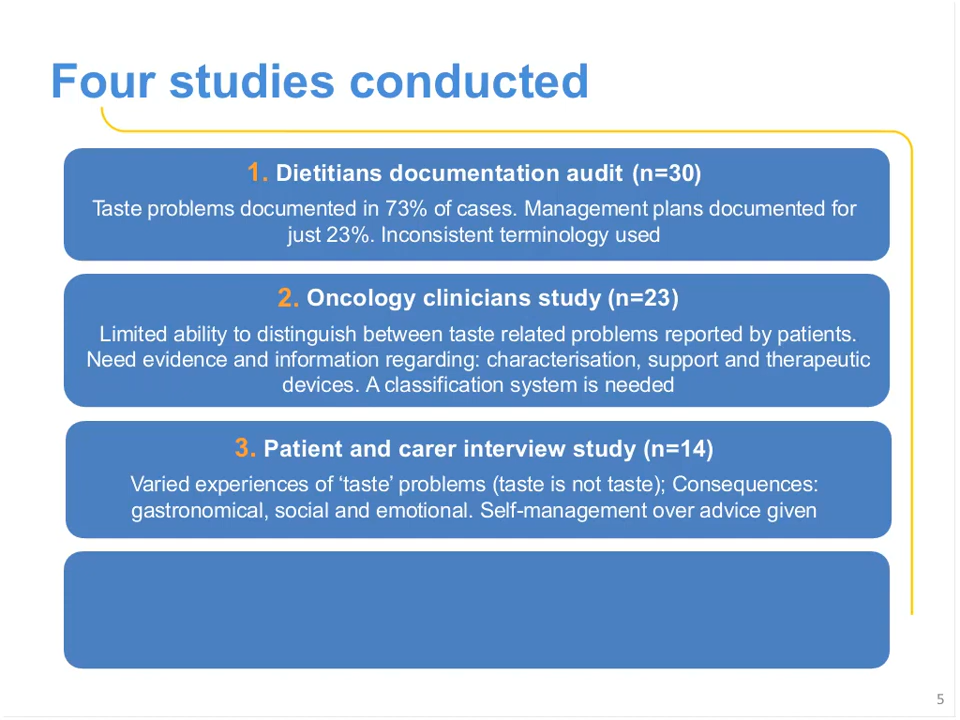 Four studies conducted
1. Dietitians documentation audit (n=30)
Taste problems documented in 73% of cases. Management plans documented for
just 23%. Inconsistent terminology used
2. Oncology clinicians study (n=23)
Limited ability to distinguish between taste related problems reported by patients.
Need evidence and information regarding: characterisation, support and therapeutic
devices. A classification system is needed
3. Patient and carer interview study (n=14)
Varied experiences of ‘taste’ problems (taste is not taste); Consequences:
gastronomical, social and emotional. Self-management over advice given
5